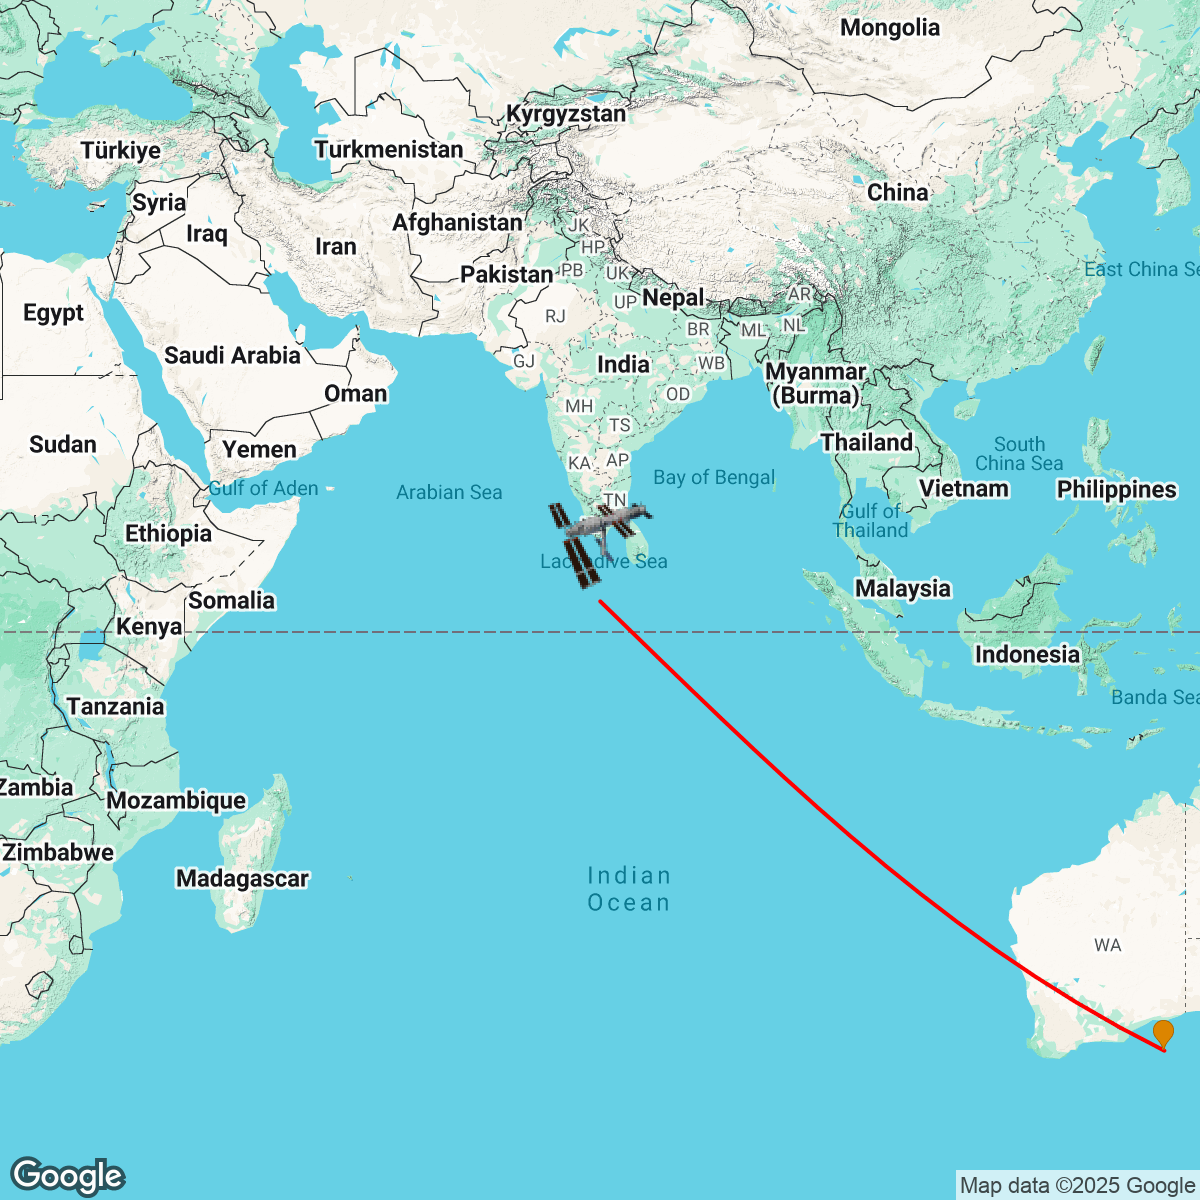 Mongolia
Kyrgyzstan
Türkiye
Turkmenistan
China
Syria
Afghanistan
JK
Iraq
Iran
HP
East China Se
Pakistan
PB
UK
Nepal
AR
UP
Egypt
RJ
BR
ML
NL
Saudi Arabia
GJ
India
WB
Myanmar
(Burma)
Oman
OD
MH
TS
Sudan
Yemen
Thailand
South
China Sea
KA
AP
Bay of Bengal
Gulf of Aden
Arabian Sea
Vietnam
Philippines
TN
Gulf of
Thailand
Ethiopia
Laccadive Sea
Malaysia
Somalia
Kenya
Indonesia
Banda Sea
Tanzania
Zambia
Mozambique
Zimbabwe
Madagascar
Indian
Ocean
WA
Google
Map data ©2025 Google